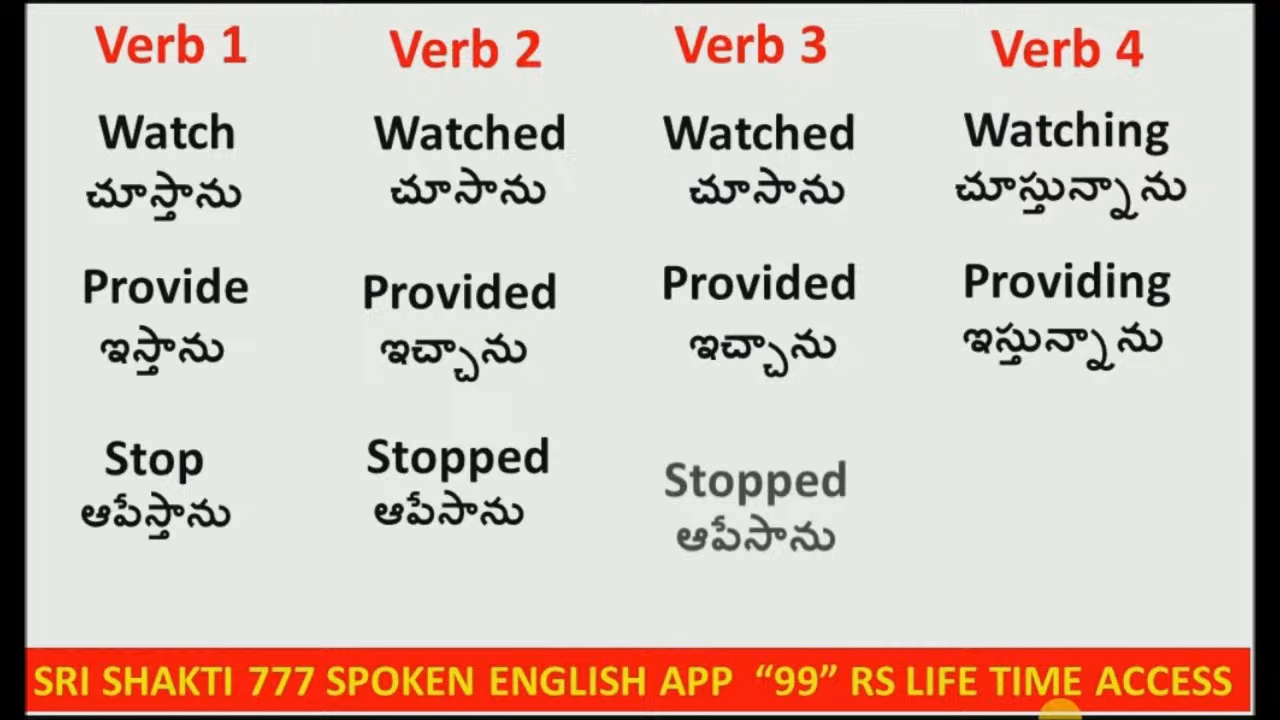 Verb 1 Verb 2 Verb 3 Verb 4
Watch Watched Watched Watching
చూస్తాను చూసాను చూసాను చూస్తున్నాను
Provide Provided Provided Providing
ఇస్తాను ఇచ్చాను ఇచ్చాను ఇస్తున్నాను
Stop Stopped Stopped
ఆపేస్తాను ఆపేసాను ఆపేసాను
SRI SHAKTI 777 SPOKEN ENGLISH APP “99” RS LIFE TIME ACCESS